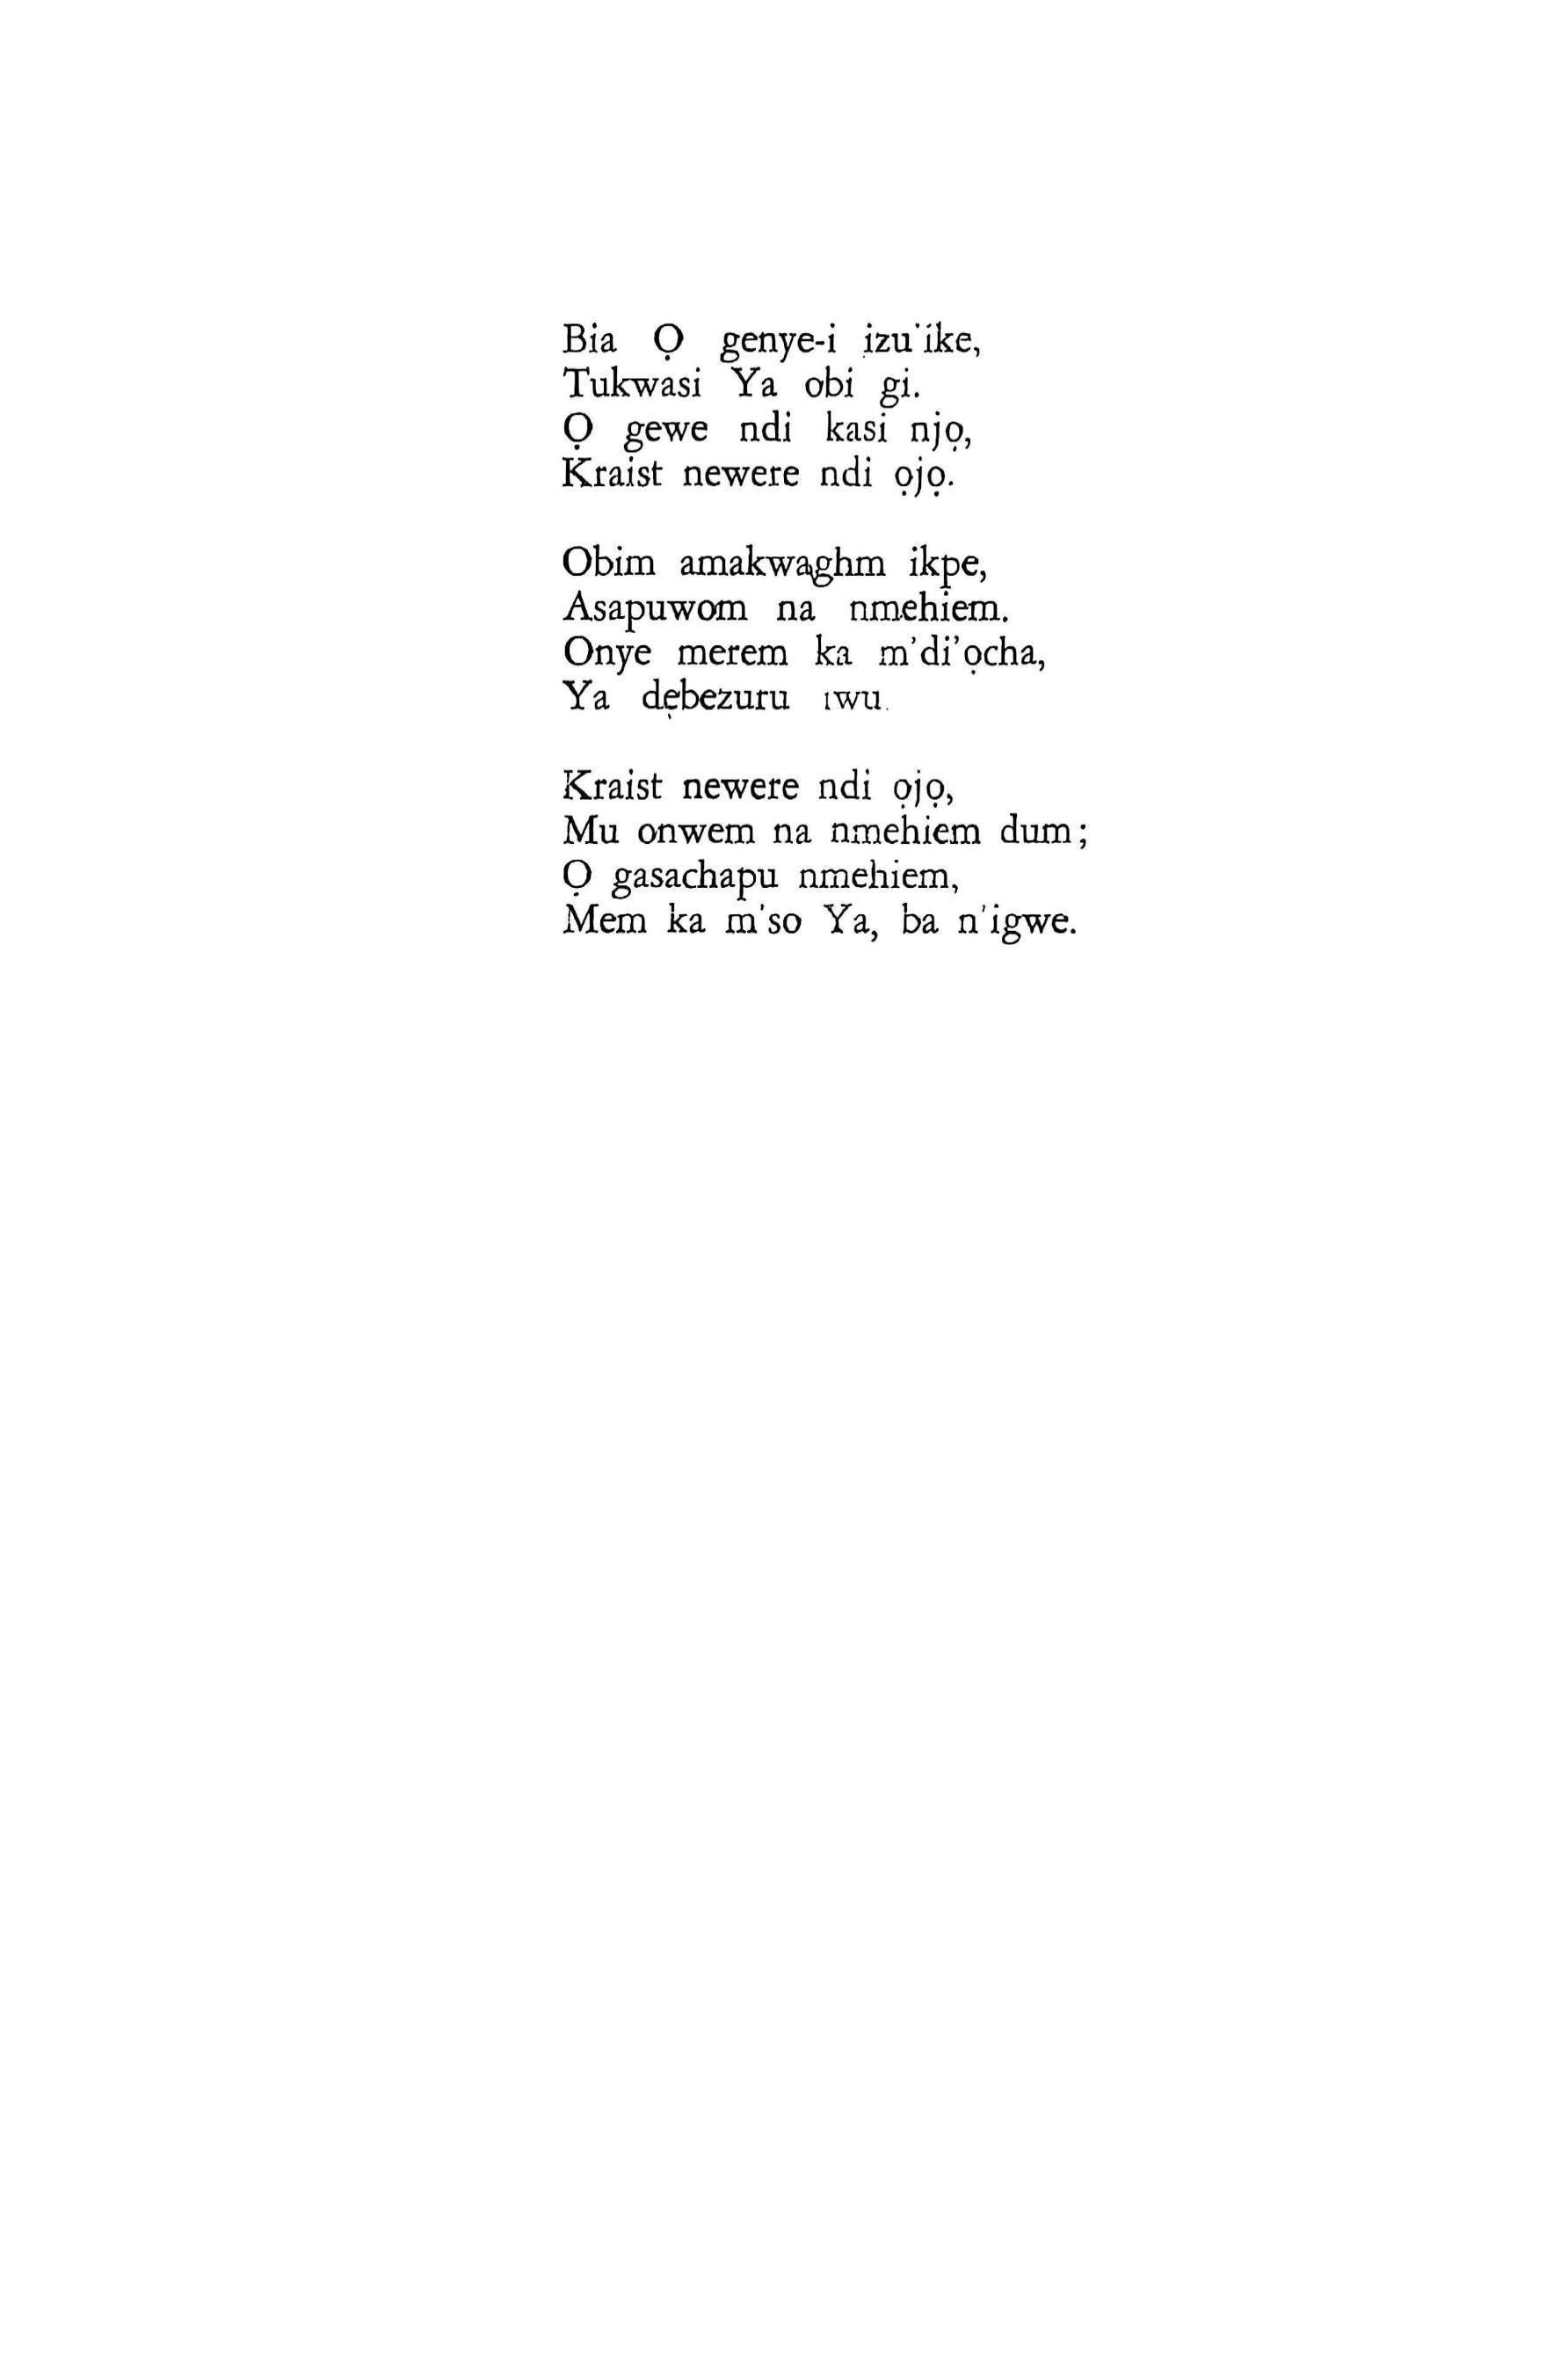 Bia Ọ genye-i izu'ike,
Tukwasi Ya obi gi.
Ọ gewe ndi kasi njọ,
Kraist newere ndi ọjọ.

Obim amakwaghm ikpe,
Asapuwom na nmehiem.
Onye merem ka m'di'ọcha,
Ya dẹbezuru iwu.

Kraist newere ndi ọjọ,
Mu onwem na nmehiem dum;
Ọ gasachapu nmehiem,
Mem ka m'so Ya, ba n'igwe.